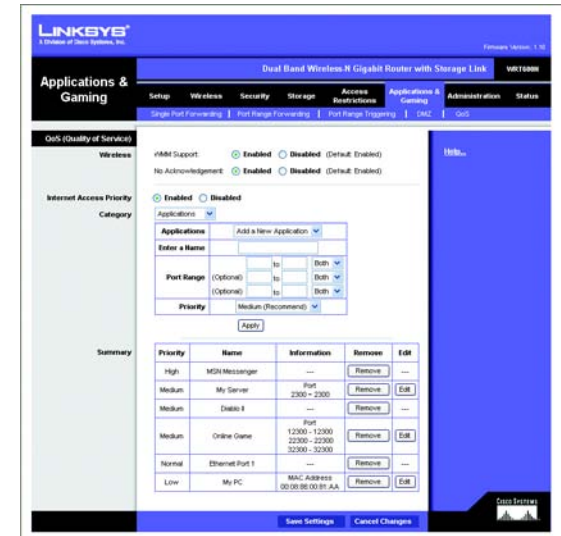 LINKSYS®
A Division of Cisco Systems, Inc.
Firmware Version: 1.10
Dual Band Wireless-N Gigabit Router with Storage Link WRT600N
Applications & Gaming
Setup Wireless Security Storage Access Restrictions Applications & Gaming Administration Status
Single Port Forwarding | Port Range Forwarding | Port Range Triggering | DMZ | QoS
QoS (Quality of Service)
Wireless
WMM Support: Enabled Disabled (Default: Enabled)
No Acknowledgement: Enabled Disabled (Default: Enabled)
Help...
Internet Access Priority Enabled Disabled
Category Applications
Applications Add a New Application
Enter a Name
Port Range to Both
(Optional) to Both
(Optional) to Both
Priority Medium (Recommend)
Apply
Summary
Priority Name Information Remove Edit
High MSN Messenger --- Remove ---
Medium My Server Port 2300 ~ 2300 Remove Edit
Medium Diablo II --- Remove ---
Medium Online Game Port 12300 - 12300 22300 - 22300 32300 - 32300 Remove Edit
Normal Ethernet Port 1 --- Remove ---
Low My PC MAC Address 00:08:86:00:81:AA Remove Edit
Save Settings Cancel Changes
Cisco Systems